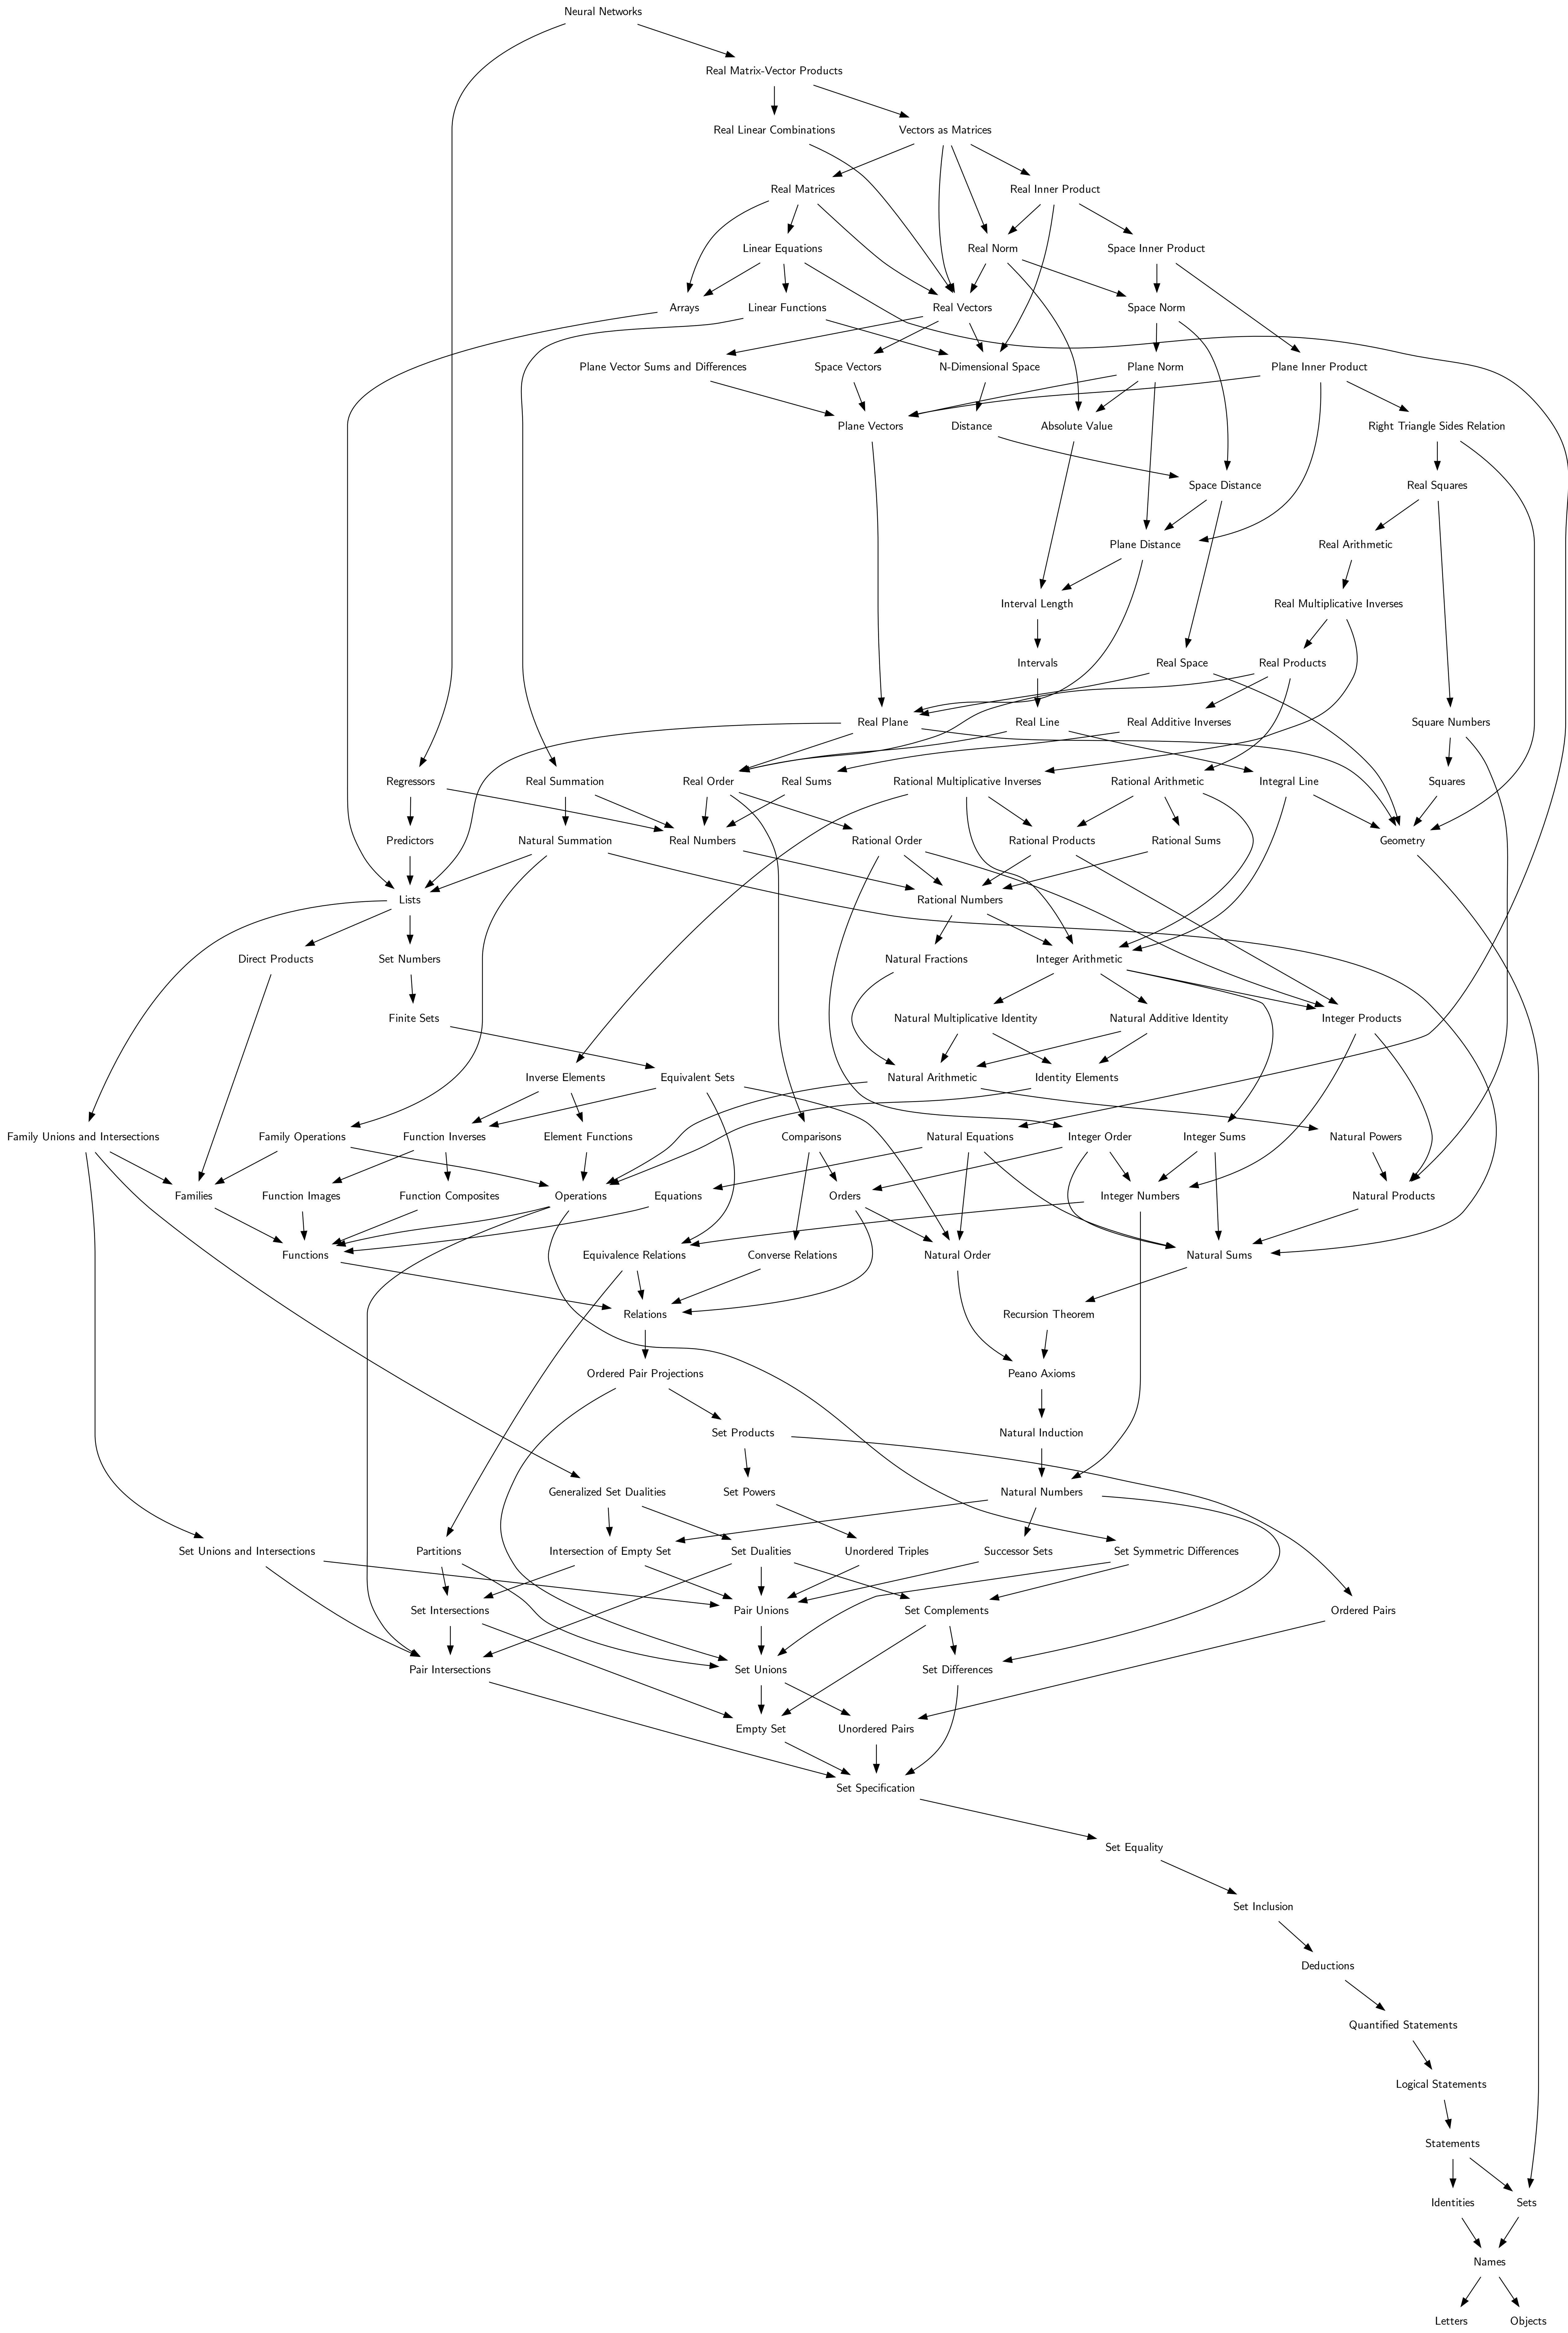 Neural Networks
Real Matrix-Vector Products
Real Linear Combinations
Vectors as Matrices
Real Matrices
Real Inner Product
Linear Equations
Real Norm
Space Inner Product
Arrays
Linear Functions
Real Vectors
Space Norm
Plane Vector Sums and Differences
Space Vectors
N-Dimensional Space
Plane Norm
Plane Inner Product
Plane Vectors
Distance
Absolute Value
Right Triangle Sides Relation
Space Distance
Real Squares
Plane Distance
Real Arithmetic
Interval Length
Real Multiplicative Inverses
Intervals
Real Space
Real Products
Real Plane
Real Line
Real Additive Inverses
Square Numbers
Regressors
Real Summation
Real Order
Real Sums
Rational Multiplicative Inverses
Rational Arithmetic
Integral Line
Squares
Predictors
Natural Summation
Real Numbers
Rational Order
Rational Products
Rational Sums
Geometry
Lists
Rational Numbers
Direct Products
Set Numbers
Natural Fractions
Integer Arithmetic
Finite Sets
Natural Multiplicative Identity
Natural Additive Identity
Integer Products
Inverse Elements
Equivalent Sets
Natural Arithmetic
Identity Elements
Family Unions and Intersections
Family Operations
Function Inverses
Element Functions
Comparisons
Natural Equations
Integer Order
Integer Sums
Natural Powers
Families
Function Images
Function Composites
Operations
Equations
Orders
Integer Numbers
Natural Products
Functions
Equivalence Relations
Converse Relations
Natural Order
Natural Sums
Relations
Recursion Theorem
Ordered Pair Projections
Peano Axioms
Set Products
Natural Induction
Generalized Set Dualities
Set Powers
Natural Numbers
Set Unions and Intersections
Partitions
Intersection of Empty Set
Set Dualities
Unordered Triples
Successor Sets
Set Symmetric Differences
Set Intersections
Pair Unions
Set Complements
Ordered Pairs
Pair Intersections
Set Unions
Set Differences
Empty Set
Unordered Pairs
Set Specification
Set Equality
Set Inclusion
Deductions
Quantified Statements
Logical Statements
Statements
Identities
Sets
Names
Letters
Objects